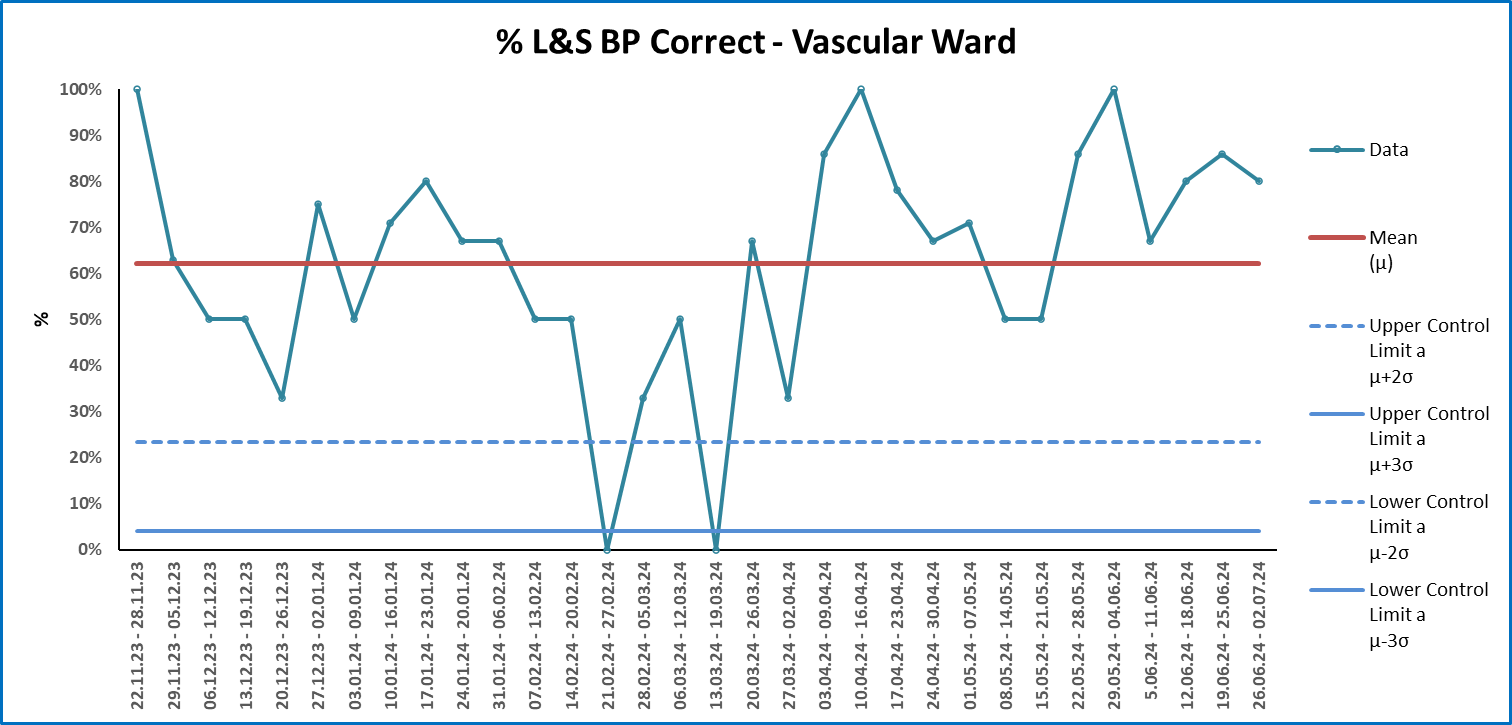 % L&S BP Correct - Vascular Ward
100%
90%
80%
70%
60%
50%
40%
30%
20%
10%
0%
%
22.11.23 - 28.11.23
29.11.23 - 05.12.23
06.12.23 - 12.12.23
13.12.23 - 19.12.23
20.12.23 - 26.12.23
27.12.23 - 02.01.24
03.01.24 - 09.01.24
10.01.24 - 16.01.24
17.01.24 - 23.01.24
24.01.24 - 20.01.24
31.01.24 - 06.02.24
07.02.24 - 13.02.24
14.02.24 - 20.02.24
21.02.24 - 27.02.24
28.02.24 - 05.03.24
06.03.24 - 12.03.24
13.03.24 - 19.03.24
20.03.24 - 26.03.24
27.03.24 - 02.04.24
03.04.24 - 09.04.24
10.04.24 - 16.04.24
17.04.24 - 23.04.24
24.04.24 - 30.04.24
01.05.24 - 07.05.24
08.05.24 - 14.05.24
15.05.24 - 21.05.24
22.05.24 - 28.05.24
29.05.24 - 04.06.24
5.06.24 - 11.06.24
12.06.24 - 18.06.24
19.06.24 - 25.06.24
26.06.24 - 02.07.24
Data
Mean
(μ)
Upper Control
Limit a
μ+2σ
Upper Control
Limit a
μ+3σ
Lower Control
Limit a
μ-2σ
Lower Control
Limit a
μ-3σ